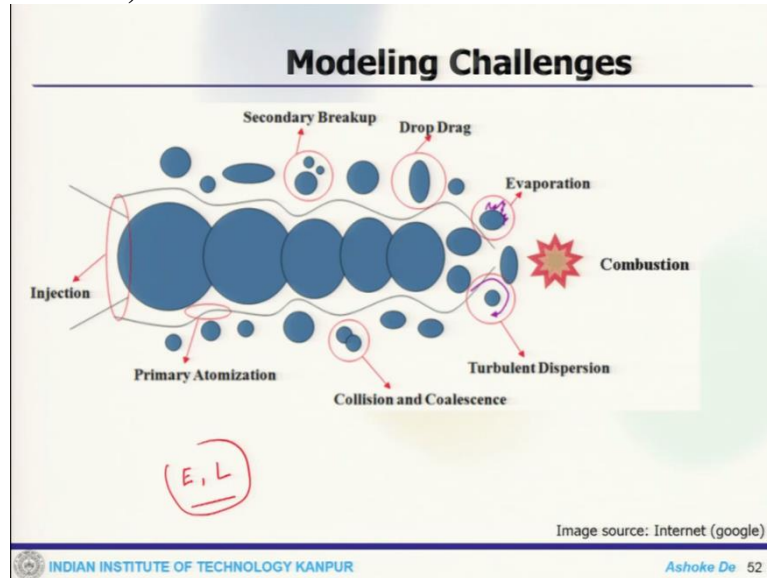 Modeling Challenges
Secondary Breakup
Drop Drag
Evaporation
Combustion
Injection
Primary Atomization
Turbulent Dispersion
Collision and Coalescence
E, L
Image source: Internet (google)
INDIAN INSTITUTE OF TECHNOLOGY KANPUR
Ashoke De 52